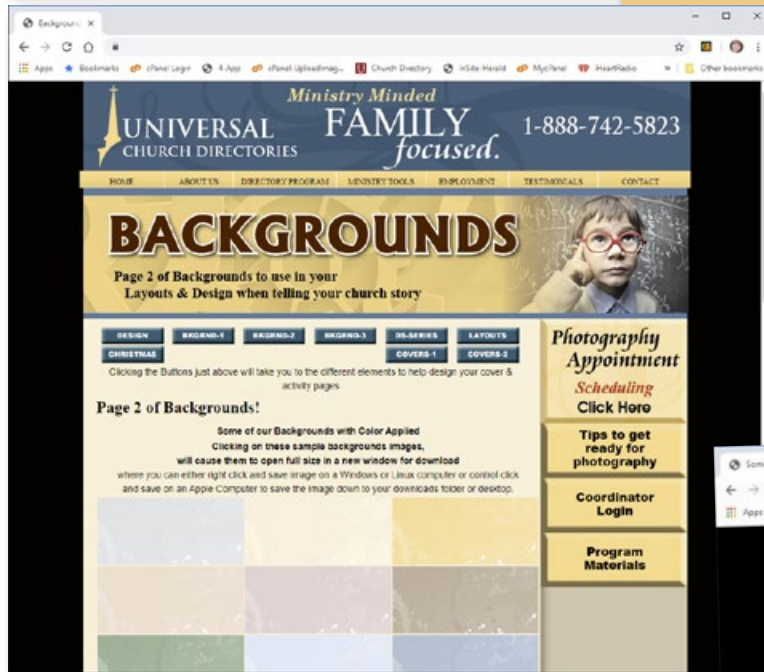 Background: ×
Apps Bookmarks cPanel Login 4-App cPanel-UploadImag... Church Directory InSite Herald MycPanel iHeartRadio » Other bookmarks
Ministry Minded
UNIVERSAL
CHURCH DIRECTORIES
FAMILY
focused.
1-888-742-5823
HOME ABOUT US DIRECTORY PROGRAM MINISTRY TOOLS EMPLOYMENT TESTIMONIALS CONTACT
BACKGROUNDS
Page 2 of Backgrounds to use in your
Layouts & Design when telling your church story
DESIGN BKGRND-1 BKGRND-2 BKGRND-3 DS-SERIES LAYOUTS
CHRISTMAS COVERS-1 COVERS-2
Clicking the Buttons just above will take you to the different elements to help design your cover &
activity pages
Page 2 of Backgrounds!
Some of our Backgrounds with Color Applied
Clicking on these sample backgrounds images,
will cause them to open full size in a new window for download
where you can either right click and save image on a Windows or Linux computer or control click
and save on an Apple Computer to save the image down to your downloads folder or desktop.
Photography
Appointment
Scheduling
Click Here
Tips to get
ready for
photography
Coordinator
Login
Program
Materials
Apps